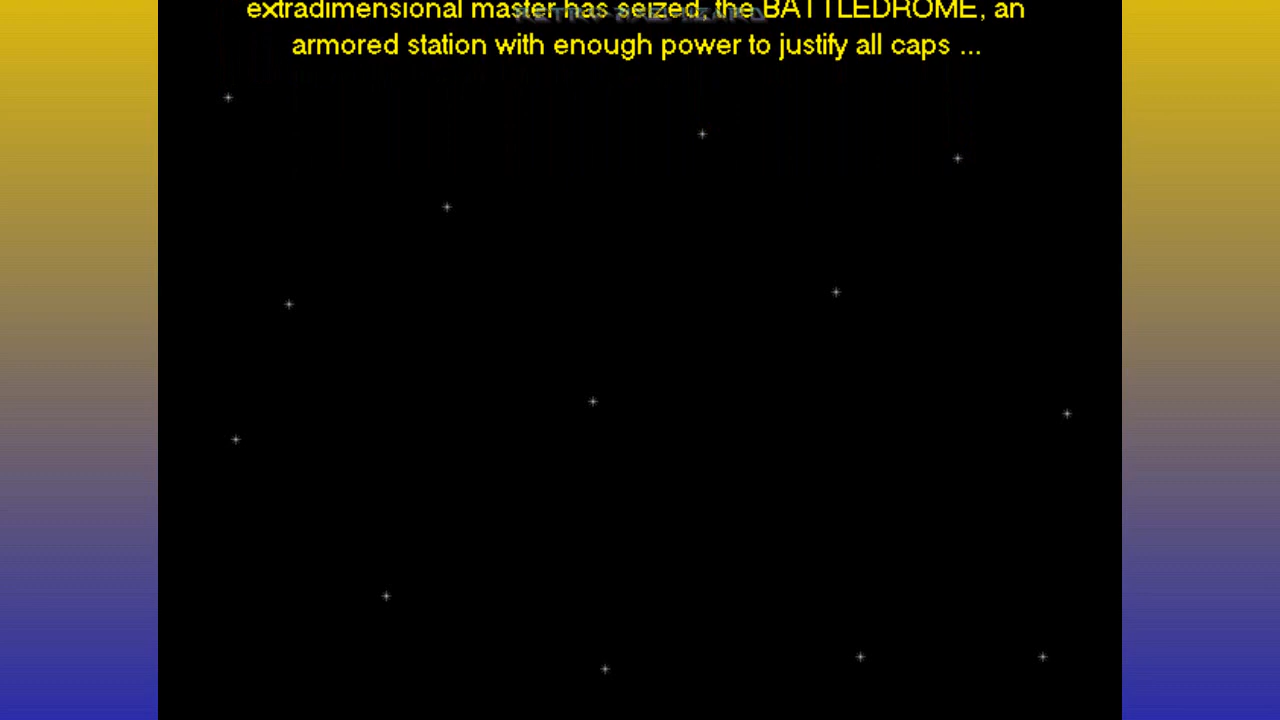 extradimensional master has seized, the BATTLEDROME, an
armored station with enough power to justify all caps ...